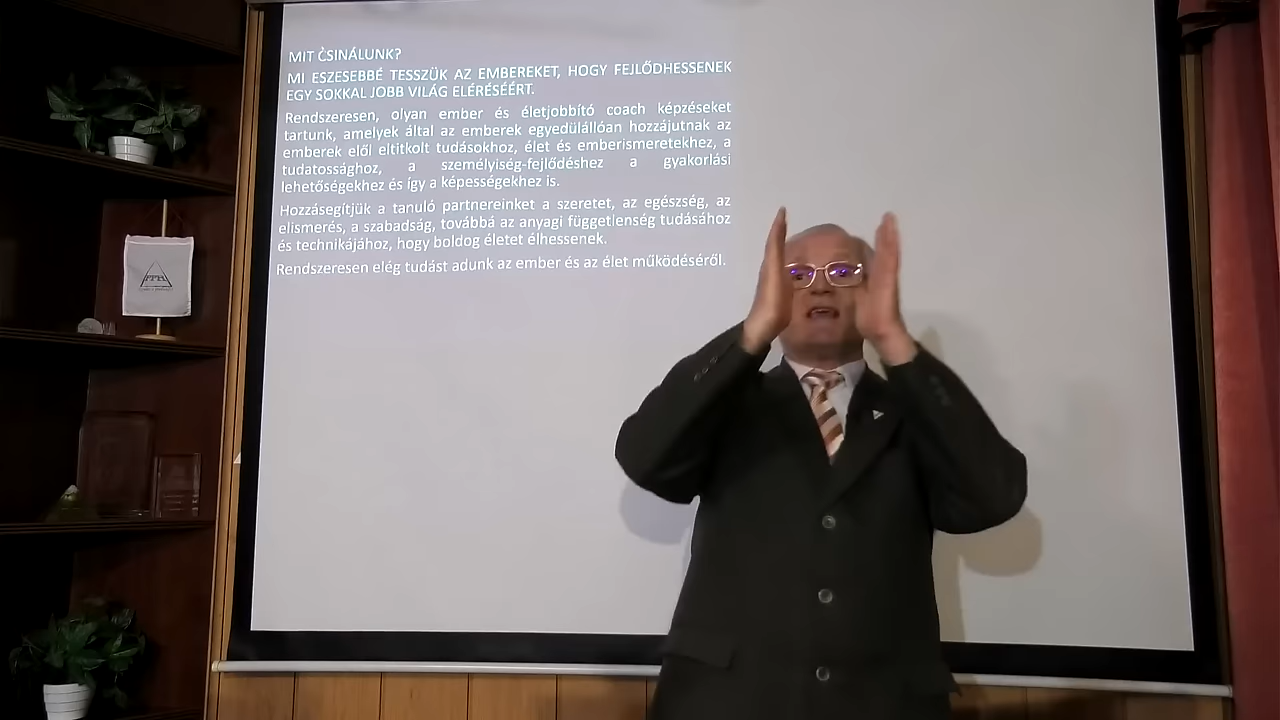 MIT CSINÁLUNK?
MI ESZESEBBÉ TESSZÜK AZ EMBEREKET, HOGY FEJLŐDHESSENEK
EGY SOKKAL JOBB VILÁG ELÉRÉSÉÉRT.
Rendszeresen, olyan ember és életjobbító coach képzéseket
tartunk, amelyek által az emberek egyedülállóan hozzájutnak az
emberek elől eltitkolt tudásokhoz, élet és emberismeretekhez, a
tudatossághoz, a személyiség-fejlődéshez a gyakorlási
lehetőségekhez és így a képességekhez is.
Hozzásegítjük a tanuló partnereinket a szeretet, az egészség, az
elismerés, a szabadság, továbbá az anyagi függetlenség tudásához
és technikájához, hogy boldog életet élhessenek.
Rendszeresen elég tudást adunk az ember és az élet működéséről.